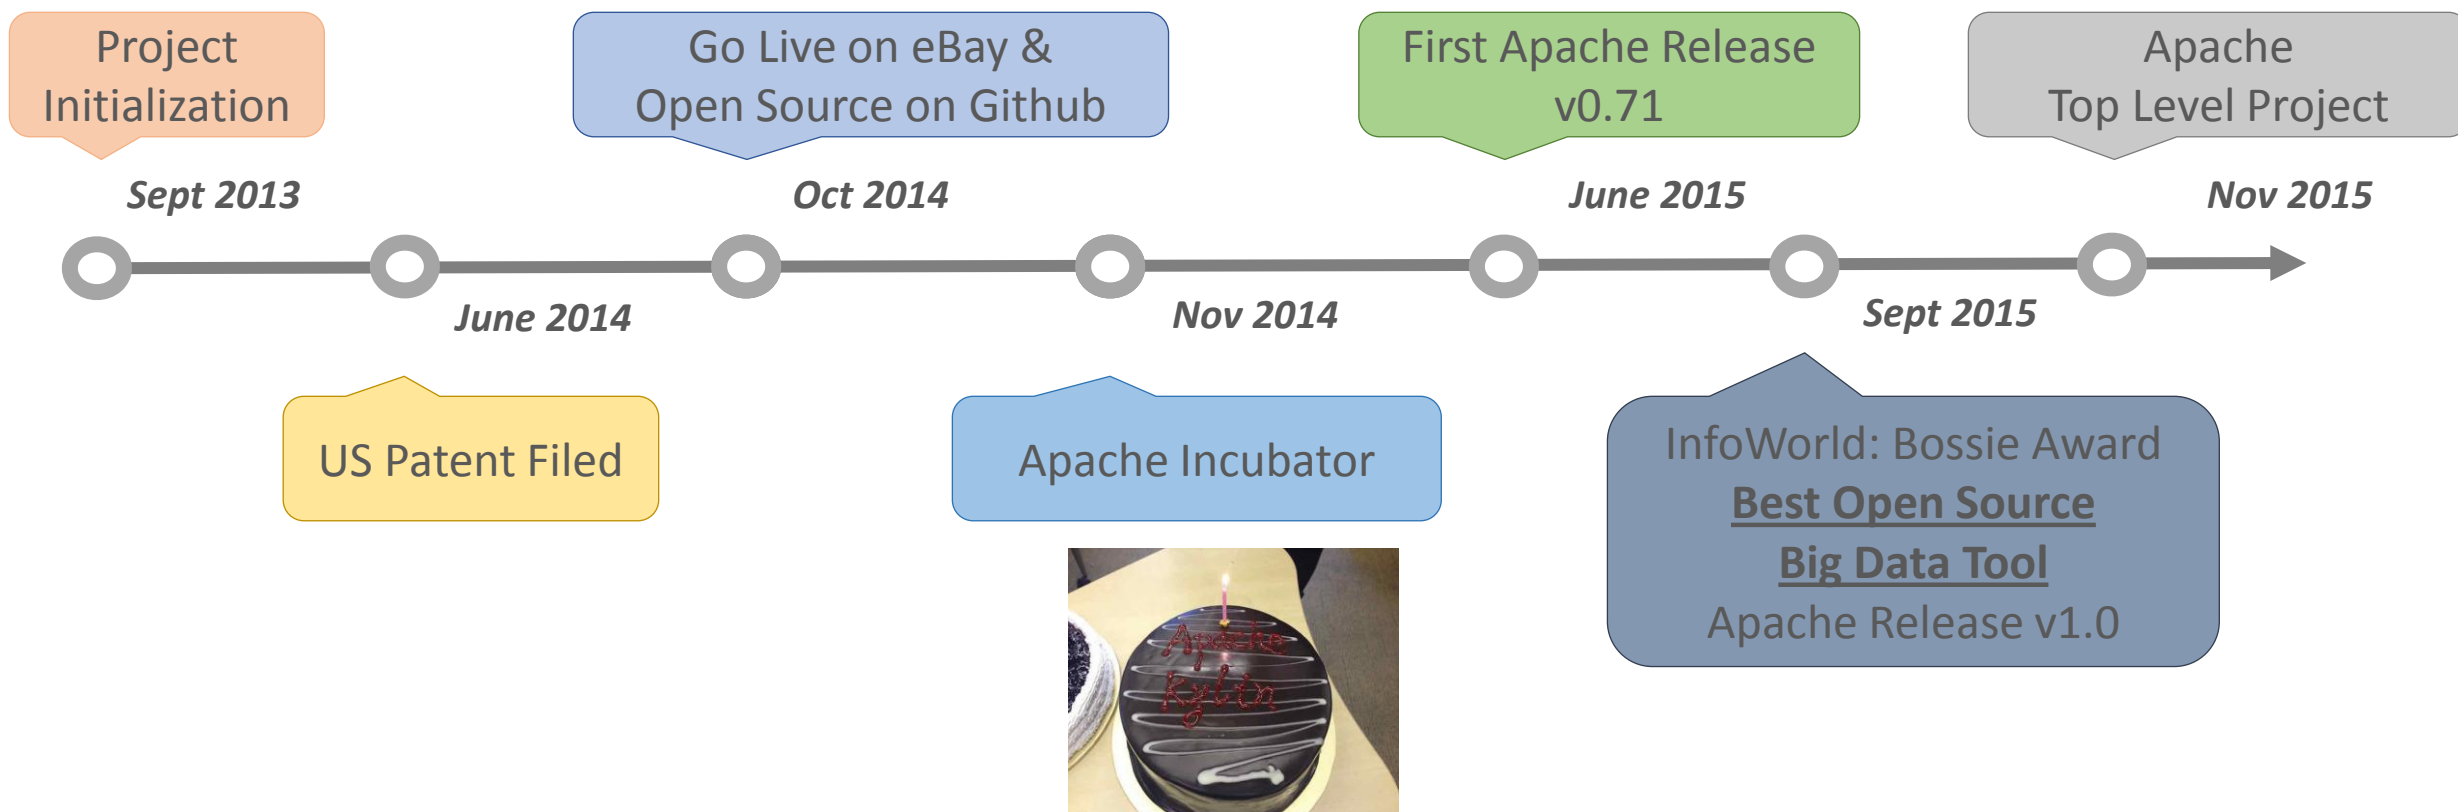 Project
Initialization
Go Live on eBay &
Open Source on Github
First Apache Release
v0.71
Apache
Top Level Project
Sept 2013
Oct 2014
June 2015
Nov 2015
June 2014
Nov 2014
Sept 2015
US Patent Filed
Apache Incubator
InfoWorld: Bossie Award
Best Open Source
Big Data Tool
Apache Release v1.0
Apache
Kylin